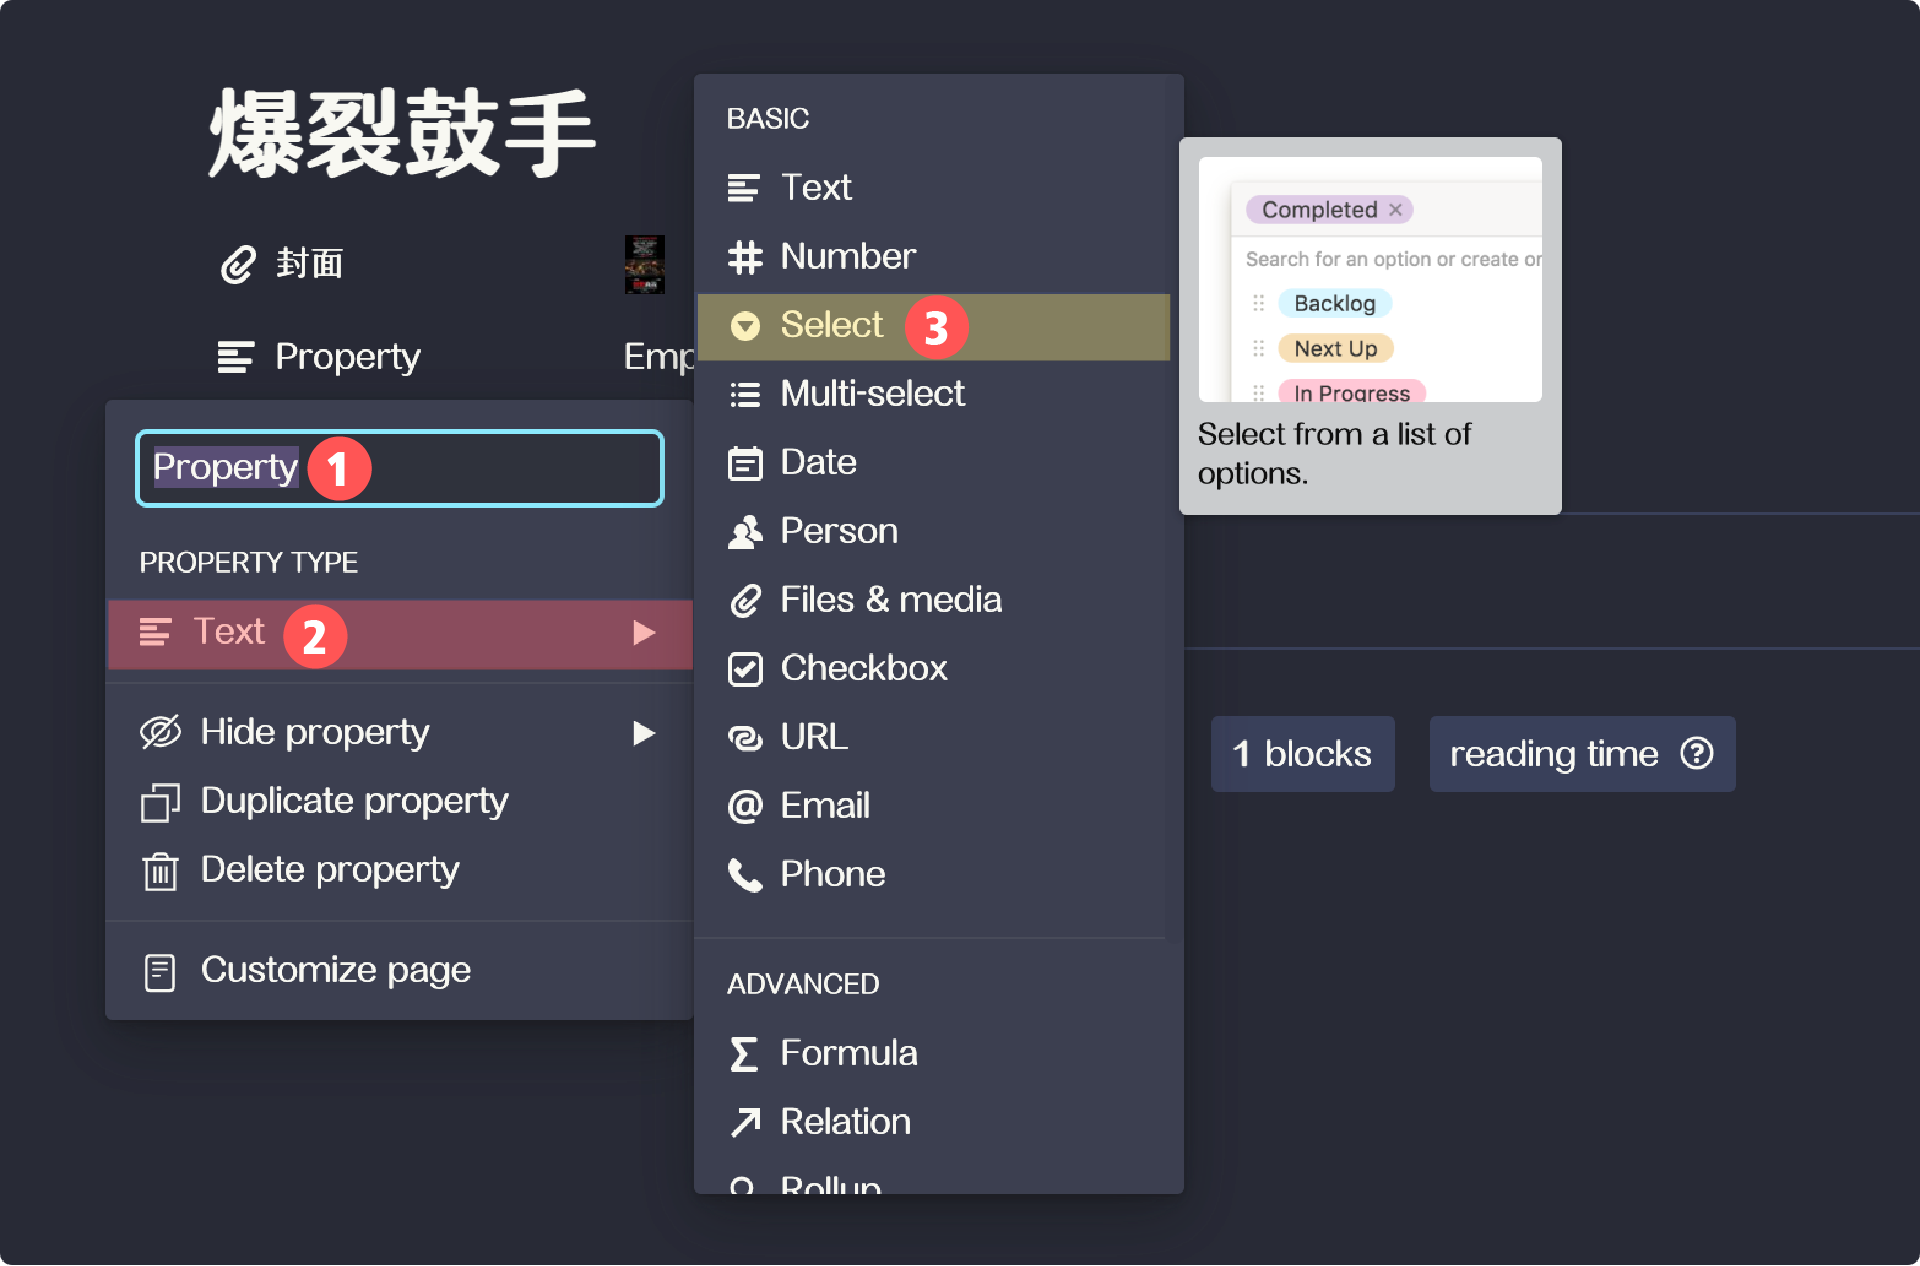 爆裂鼓手
封面
Property
Emp
Property 1
PROPERTY TYPE
Text 2
Hide property
Duplicate property
Delete property
Customize page
BASIC
Text
Number
Select 3
Multi-select
Date
Person
Files & media
Checkbox
URL
Email
Phone
ADVANCED
Formula
Relation
Rollup
Completed ×
Search for an option or create or
Backlog
Next Up
In Progress
Select from a list of
options.
1 blocks
reading time ?